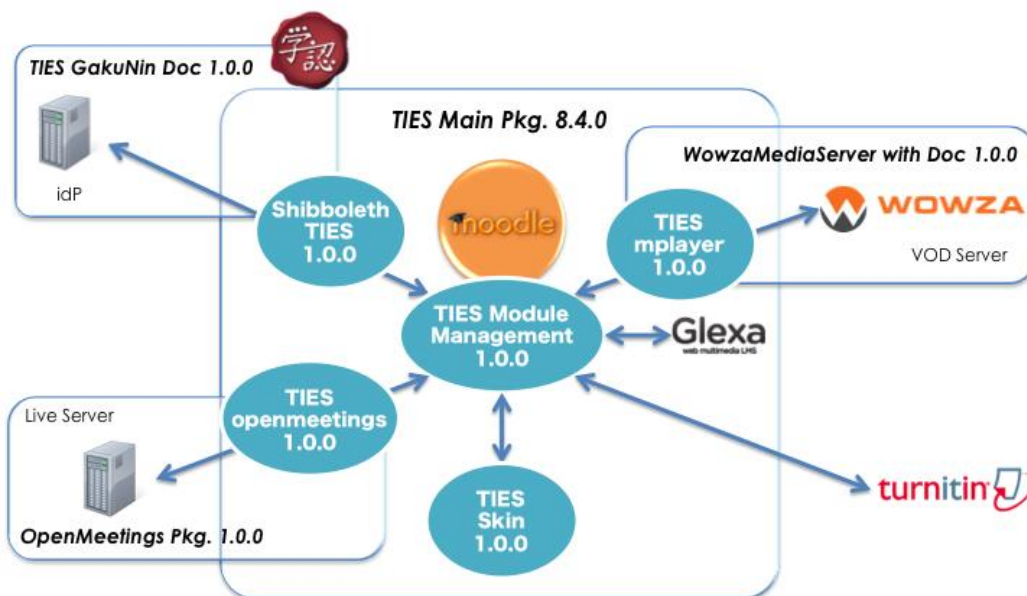 学認
TIES GakuNin Doc 1.0.0
idP
TIES Main Pkg. 8.4.0
Shibboleth
TIES
1.0.0
moodle
WowzaMediaServer with Doc 1.0.0
TIES
mplayer
1.0.0
WOWZA
VOD Server
TIES Module
Management
1.0.0
Glexa
web multimedia LMS
Live Server
TIES
openmeetings
1.0.0
OpenMeetings Pkg. 1.0.0
TIES
Skin
1.0.0
turnitin